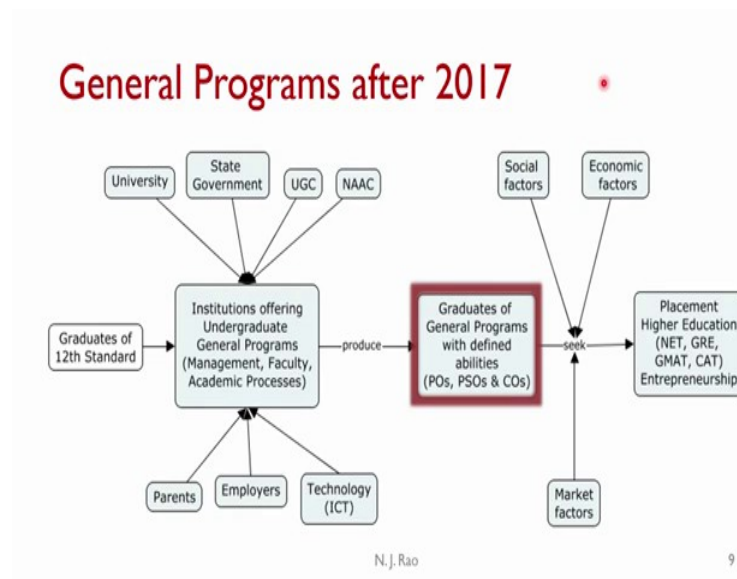 General Programs after 2017
University
State
Government
UGC
NAAC
Social
factors
Economic
factors
Graduates of
12th Standard
Institutions offering
Undergraduate
General Programs
(Management, Faculty,
Academic Processes)
produce
Graduates of
General Programs
with defined
abilities
(POs, PSOs & COs)
seek
Placement
Higher Education
(NET, GRE,
GMAT, CAT)
Entrepreneurship
Parents
Employers
Technology
(ICT)
Market
factors
N. J. Rao
9